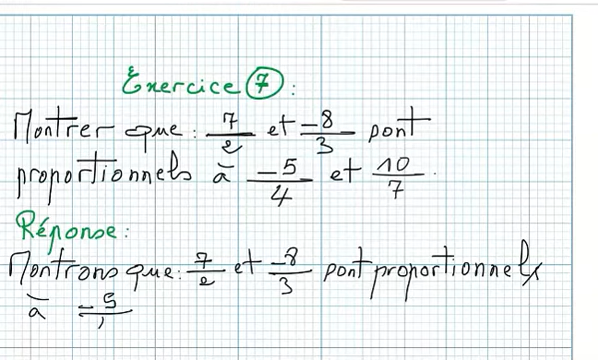 Exercice 7 :
Montrer que : 7/2 et -8/3 sont
proportionnels à -5/4 et 10/7.
Réponse :
Montrons que : 7/2 et -8/3 sont proportionnels
à -5/